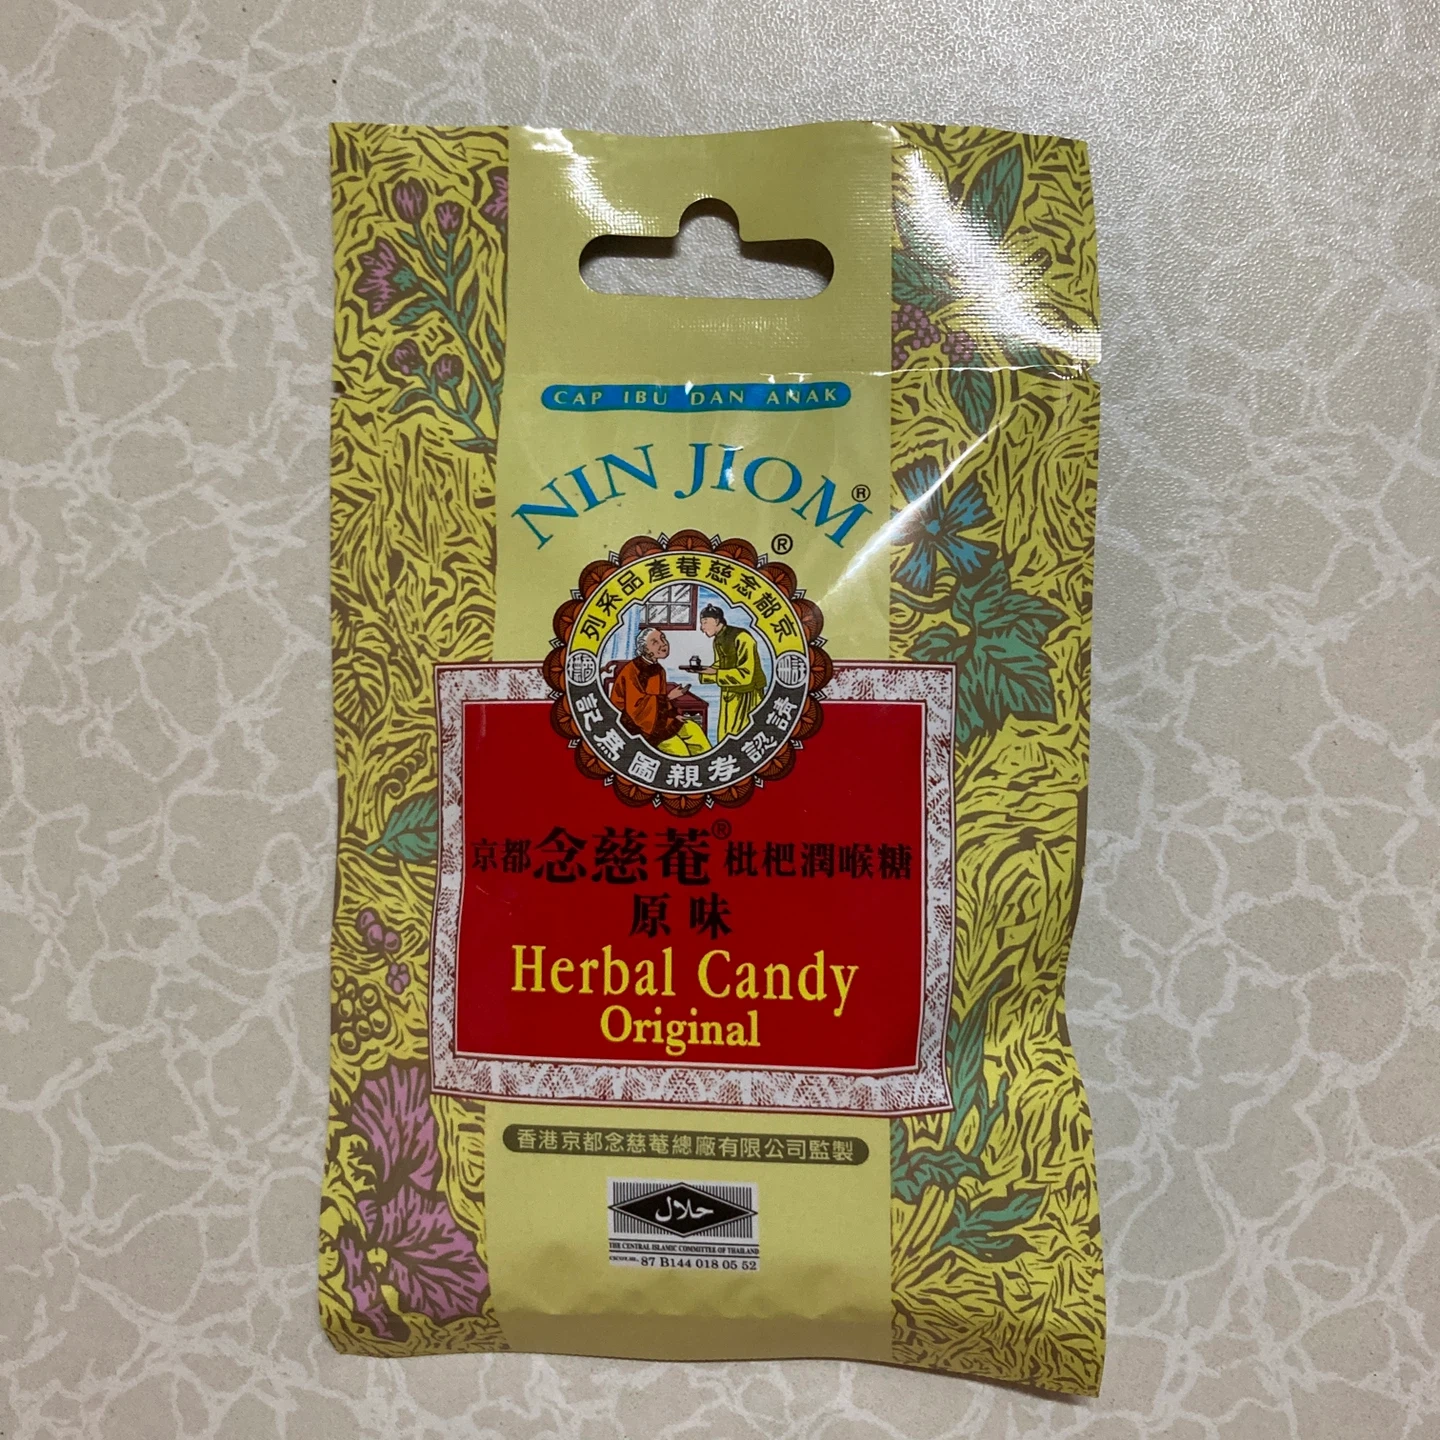 CAP IBU DAN ANAK
NIN JIOM®
®
京都念慈菴產品系列
請認孝親圖為記
京都念慈菴®枇杷潤喉糖
原味
Herbal Candy
Original
香港京都念慈菴總廠有限公司監製
حلال
THE CENTRAL ISLAMIC COMMITTEE OF THAILAND
87 B144 018 05 52